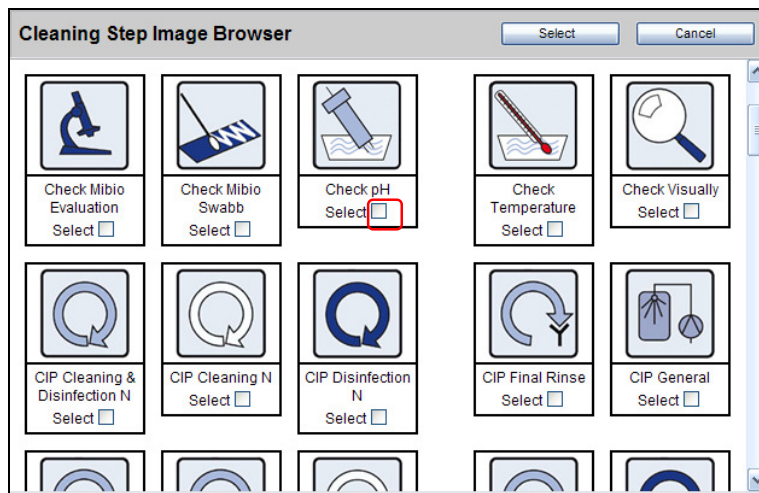 Cleaning Step Image Browser
Select
Cancel
Check Mibio
Evaluation
Select
Check Mibio
Swabb
Select
Check pH
Select
Check
Temperature
Select
Check Visually
Select
CIP Cleaning &
Disinfection N
Select
CIP Cleaning N
Select
CIP Disinfection
N
Select
CIP Final Rinse
Select
CIP General
Select